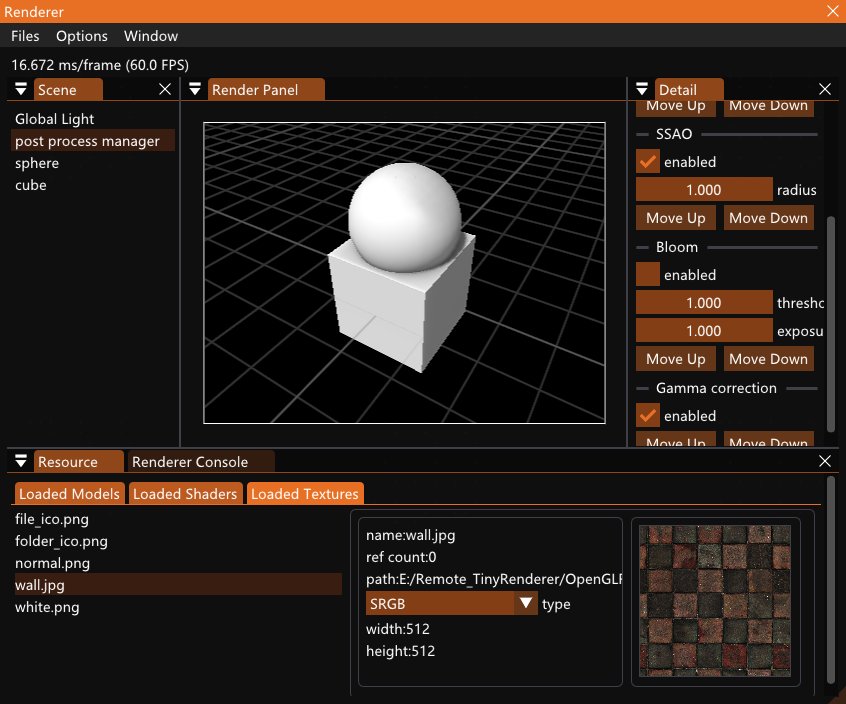 Renderer
Files Options Window
16.672 ms/frame (60.0 FPS)
Scene
Global Light
post process manager
sphere
cube
Render Panel
Detail
Move Up Move Down
SSAO
enabled
1.000 radius
Move Up Move Down
Bloom
enabled
1.000 thresho
1.000 exposu
Move Up Move Down
Gamma correction
enabled
Move Up Move Down
Resource Renderer Console
Loaded Models Loaded Shaders Loaded Textures
file_ico.png
folder_ico.png
normal.png
wall.jpg
white.png
name:wall.jpg
ref count:0
path:E:/Remote_TinyRenderer/OpenGLR
SRGB type
width:512
height:512